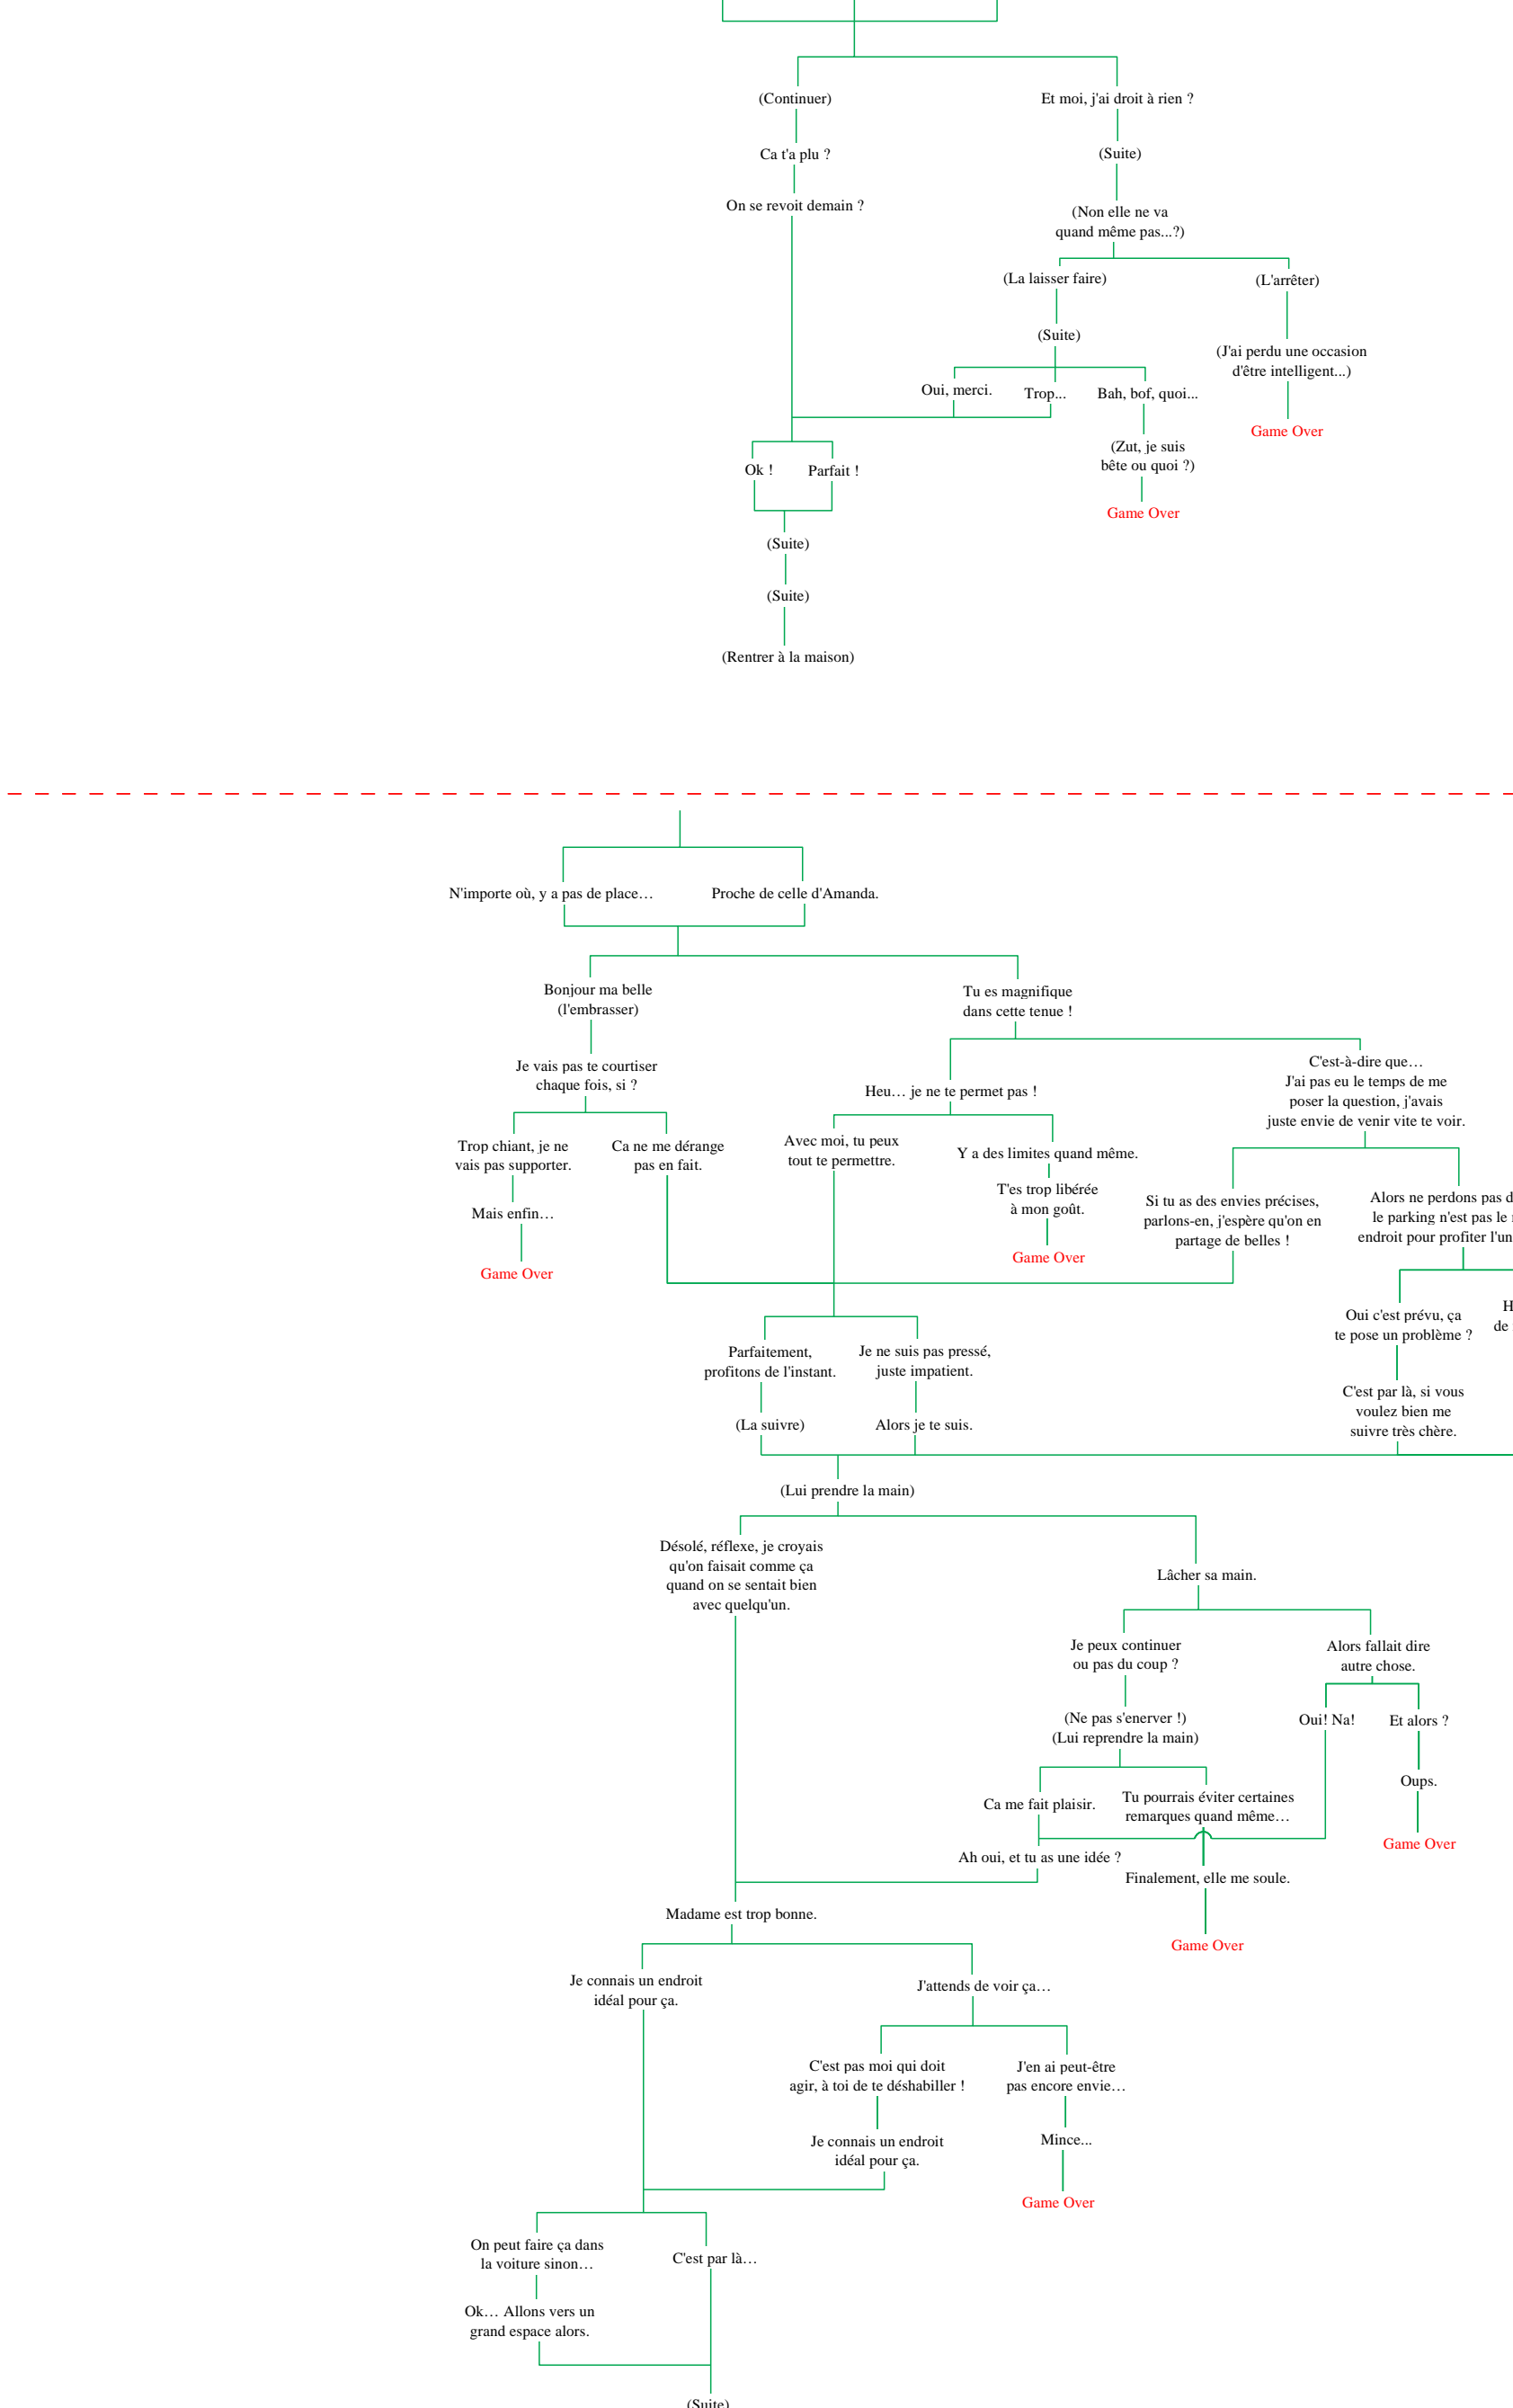 (Continuer)
Et moi, j'ai droit à rien ?
Ca t'a plu ?
(Suite)
On se revoit demain ?
(Non elle ne va
quand même pas...?)
(La laisser faire)
(L'arrêter)
(Suite)
(J'ai perdu une occasion
d'être intelligent...)
Oui, merci.
Trop...
Bah, bof, quoi...
Game Over
(Zut, je suis
bête ou quoi ?)
Ok !
Parfait !
Game Over
(Suite)
(Suite)
(Rentrer à la maison)
N'importe où, y a pas de place…
Proche de celle d'Amanda.
Bonjour ma belle
(l'embrasser)
Tu es magnifique
dans cette tenue !
Je vais pas te courtiser
chaque fois, si ?
Heu… je ne te permet pas !
C'est-à-dire que…
J'ai pas eu le temps de me
poser la question, j'avais
juste envie de venir vite te voir.
Trop chiant, je ne
vais pas supporter.
Ca ne me dérange
pas en fait.
Avec moi, tu peux
tout te permettre.
Y a des limites quand même.
Mais enfin…
T'es trop libérée
à mon goût.
Si tu as des envies précises,
parlons-en, j'espère qu'on en
partage de belles !
Alors ne perdons pas d
le parking n'est pas le
endroit pour profiter l'un
Game Over
Game Over
Oui c'est prévu, ça
te pose un problème ?
H
de
Parfaitement,
profitons de l'instant.
Je ne suis pas pressé,
juste impatient.
C'est par là, si vous
voulez bien me
suivre très chère.
(La suivre)
Alors je te suis.
(Lui prendre la main)
Désolé, réflexe, je croyais
qu'on faisait comme ça
quand on se sentait bien
avec quelqu'un.
Lâcher sa main.
Je peux continuer
ou pas du coup ?
Alors fallait dire
autre chose.
(Ne pas s'enerver !)
(Lui reprendre la main)
Oui! Na!
Et alors ?
Ca me fait plaisir.
Tu pourrais éviter certaines
remarques quand même…
Oups.
Ah oui, et tu as une idée ?
Game Over
Finalement, elle me soule.
Madame est trop bonne.
Game Over
Je connais un endroit
idéal pour ça.
J'attends de voir ça…
C'est pas moi qui doit
agir, à toi de te déshabiller !
J'en ai peut-être
pas encore envie…
Je connais un endroit
idéal pour ça.
Mince...
Game Over
On peut faire ça dans
la voiture sinon…
C'est par là…
Ok… Allons vers un
grand espace alors.
(Suite)